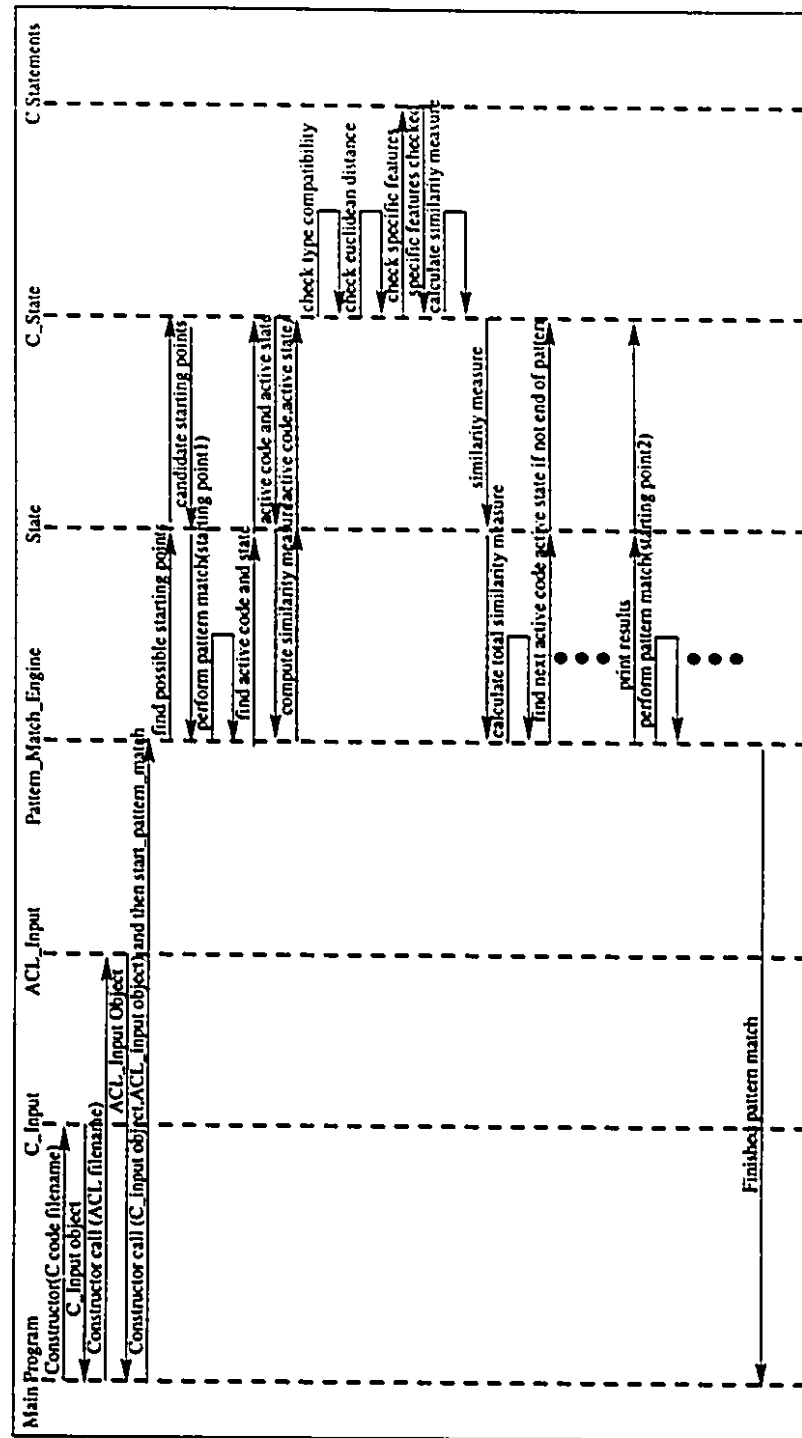 Main Program
C_Input
ACL_Input
Pattern_Match_Engine
State
C_State
C Statements
Constructor(C code filename)
C_Input object
Constructor call (ACL filename)
ACL_Input Object
Constructor call (C_input object,ACL_input object) and then start_pattern_match
find possible starting points
candidate starting points
perform pattern match(starting point1)
find active code and state
active code and active state
compute similarity measure(active code,active state)
check type compatibility
check euclidean distance
check specific features
specific features checked
calculate similarity measure
similarity measure
calculate total similarity measure
find next active code,active state if not end of pattern
print results
perform pattern match(starting point2)
Finished pattern match